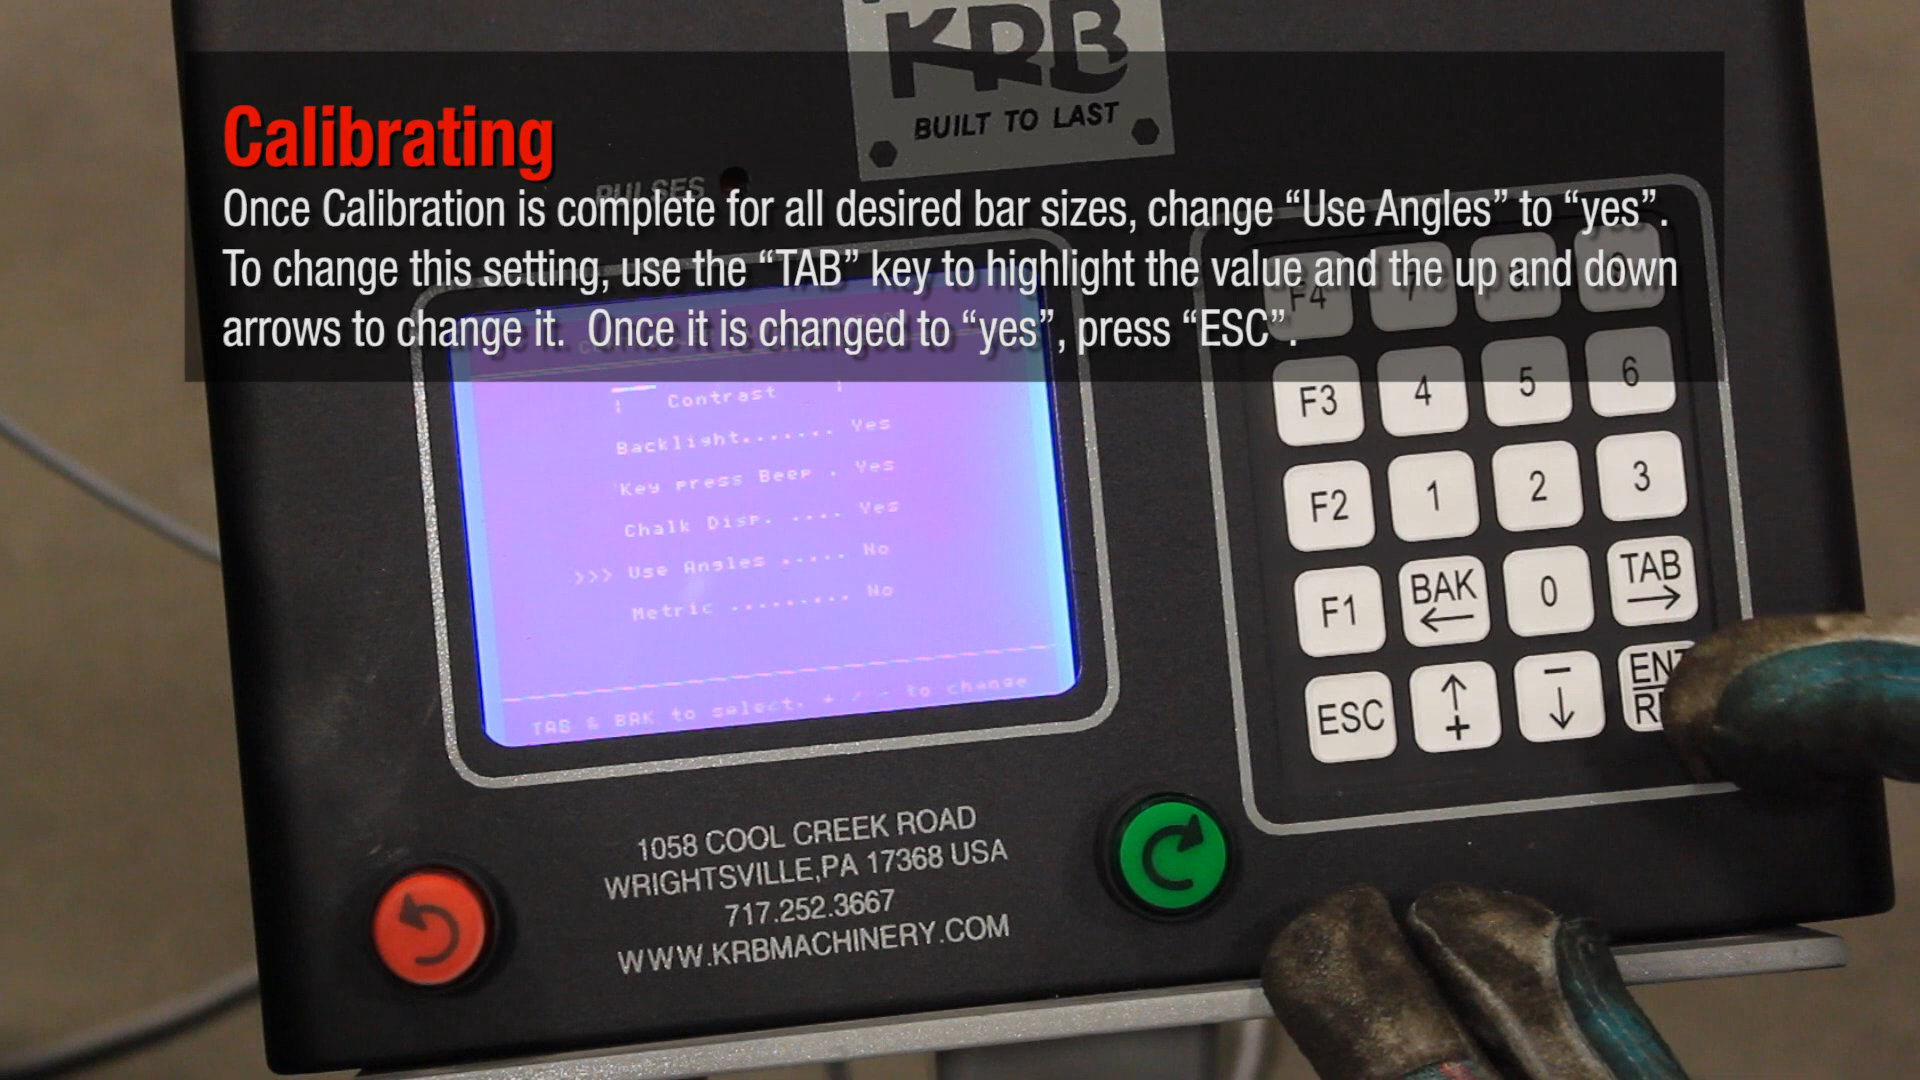 KRB
BUILT TO LAST
Calibrating
PULSES
Once Calibration is complete for all desired bar sizes, change “Use Angles” to “yes”.
To change this setting, use the “TAB” key to highlight the value and the up and down
arrows to change it.  Once it is changed to “yes”, press “ESC”.
Contrast
Backlight....... Yes
Key press Beep . Yes
Chalk Disp. .... Yes
>>> Use Angles ..... No
Metric ......... No
TAB & BAK to select. + / - to change
F4 7
F3 4 5 6
F2 1 2 3
F1 BAK ← 0 TAB →
ESC ↑ + - ↓
1058 COOL CREEK ROAD
WRIGHTSVILLE,PA 17368 USA
717.252.3667
WWW.KRBMACHINERY.COM